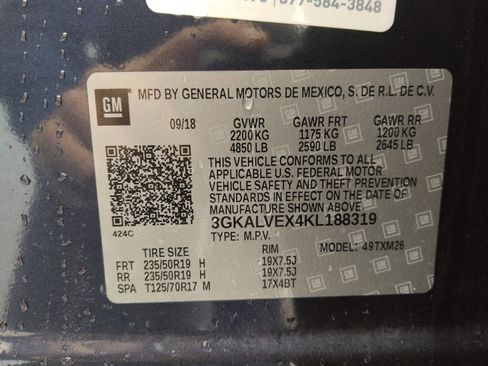 877-584-3848
GM
MFD BY GENERAL MOTORS DE MEXICO, S. DE R.L. DE C.V.
09/18 GVWR GAWR FRT GAWR RR
2200 KG 1175 KG 1200 KG
4850 LB 2590 LB 2645 LB
THIS VEHICLE CONFORMS TO ALL
APPLICABLE U.S. FEDERAL MOTOR
VEHICLE SAFETY AND THEFT PREVENTION
STANDARDS IN EFFECT ON THE DATE OF
MANUFACTURE SHOWN ABOVE.
3GKALVEX4KL188319
424C TYPE: M.P.V. MODEL: 49TXM26
TIRE SIZE RIM
FRT 235/50R19 H 19X7.5J
RR 235/50R19 H 19X7.5J
SPA T125/70R17 M 17X4BT